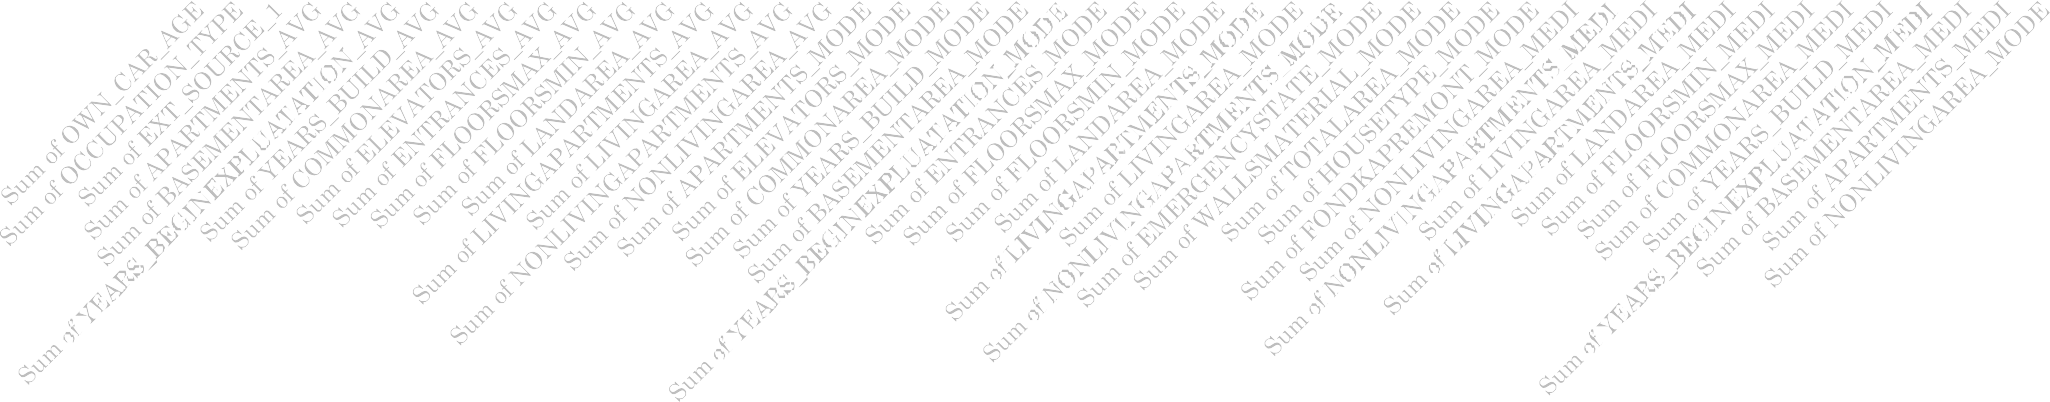 Sum of OWN_CAR_AGE
Sum of OCCUPATION_TYPE
Sum of EXT_SOURCE_1
Sum of APARTMENTS_AVG
Sum of BASEMENTAREA_AVG
Sum of YEARS_BEGINEXPLUATATION_AVG
Sum of YEARS_BUILD_AVG
Sum of COMMONAREA_AVG
Sum of ELEVATORS_AVG
Sum of ENTRANCES_AVG
Sum of FLOORSMAX_AVG
Sum of FLOORSMIN_AVG
Sum of LANDAREA_AVG
Sum of LIVINGAPARTMENTS_AVG
Sum of LIVINGAREA_AVG
Sum of NONLIVINGAPARTMENTS_AVG
Sum of NONLIVINGAREA_AVG
Sum of APARTMENTS_MODE
Sum of ELEVATORS_MODE
Sum of COMMONAREA_MODE
Sum of YEARS_BUILD_MODE
Sum of BASEMENTAREA_MODE
Sum of YEARS_BEGINEXPLUATATION_MODE
Sum of ENTRANCES_MODE
Sum of FLOORSMAX_MODE
Sum of FLOORSMIN_MODE
Sum of LANDAREA_MODE
Sum of LIVINGAPARTMENTS_MODE
Sum of LIVINGAREA_MODE
Sum of NONLIVINGAPARTMENTS_MODE
Sum of EMERGENCYSTATE_MODE
Sum of WALLSMATERIAL_MODE
Sum of TOTALAREA_MODE
Sum of HOUSETYPE_MODE
Sum of FONDKAPREMONT_MODE
Sum of NONLIVINGAREA_MEDI
Sum of NONLIVINGAPARTMENTS_MEDI
Sum of LIVINGAREA_MEDI
Sum of LIVINGAPARTMENTS_MEDI
Sum of LANDAREA_MEDI
Sum of FLOORSMIN_MEDI
Sum of FLOORSMAX_MEDI
Sum of COMMONAREA_MEDI
Sum of YEARS_BUILD_MEDI
Sum of YEARS_BEGINEXPLUATATION_MEDI
Sum of BASEMENTAREA_MEDI
Sum of APARTMENTS_MEDI
Sum of NONLIVINGAREA_MODE